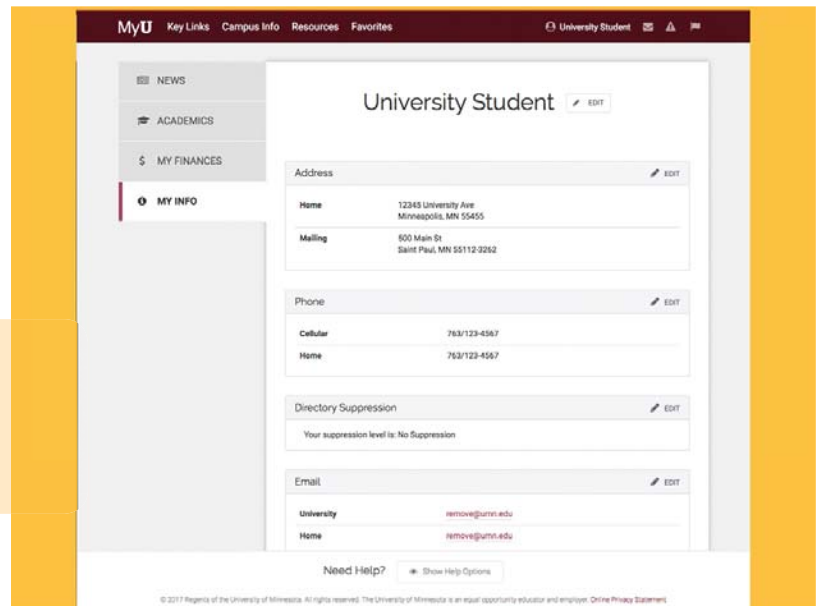 MyU Key Links Campus Info Resources Favorites University Student
NEWS
ACADEMICS
$ MY FINANCES
MY INFO
University Student EDIT
Address EDIT
Home 12345 University Ave
Minneapolis, MN 55455
Mailing 500 Main St
Saint Paul, MN 55112-3262
Phone EDIT
Cellular 763/123-4567
Home 763/123-4567
Directory Suppression EDIT
Your suppression level is: No Suppression
Email EDIT
University remove@umn.edu
Home remove@umn.edu
Need Help? Show Help Options
© 2017 Regents of the University of Minnesota. All rights reserved. The University of Minnesota is an equal opportunity educator and employer. Online Privacy Statement